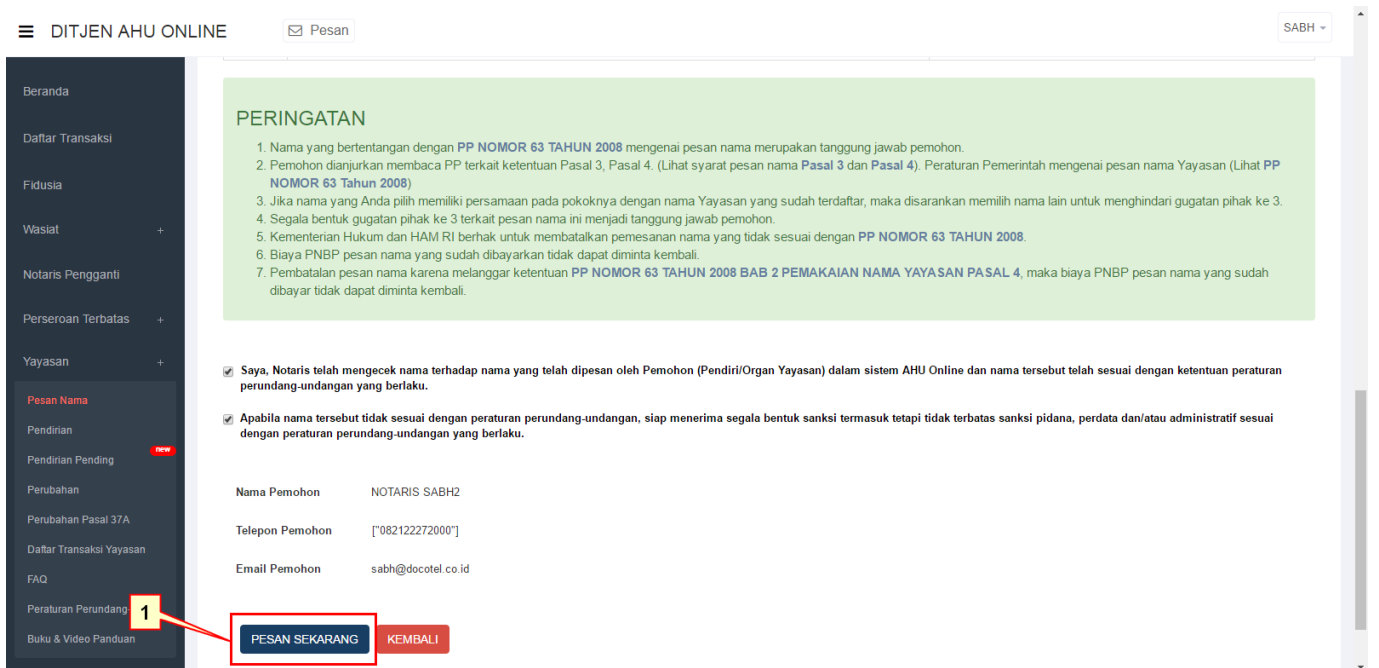 DITJEN AHU ONLINE
Pesan
SABH
Beranda
Daftar Transaksi
Fidusia
Wasiat +
Notaris Pengganti
Perseroan Terbatas +
Yayasan +
Pesan Nama
Pendirian
Pendirian Pending
new
Perubahan
Perubahan Pasal 37A
Daftar Transaksi Yayasan
FAQ
Peraturan Perundang-
Buku & Video Panduan
PERINGATAN
1. Nama yang bertentangan dengan PP NOMOR 63 TAHUN 2008 mengenai pesan nama merupakan tanggung jawab pemohon.
2. Pemohon dianjurkan membaca PP terkait ketentuan Pasal 3, Pasal 4. (Lihat syarat pesan nama Pasal 3 dan Pasal 4). Peraturan Pemerintah mengenai pesan nama Yayasan (Lihat PP
NOMOR 63 Tahun 2008)
3. Jika nama yang Anda pilih memiliki persamaan pada pokoknya dengan nama Yayasan yang sudah terdaftar, maka disarankan memilih nama lain untuk menghindari gugatan pihak ke 3.
4. Segala bentuk gugatan pihak ke 3 terkait pesan nama ini menjadi tanggung jawab pemohon.
5. Kementerian Hukum dan HAM RI berhak untuk membatalkan pemesanan nama yang tidak sesuai dengan PP NOMOR 63 TAHUN 2008.
6. Biaya PNBP pesan nama yang sudah dibayarkan tidak dapat diminta kembali.
7. Pembatalan pesan nama karena melanggar ketentuan PP NOMOR 63 TAHUN 2008 BAB 2 PEMAKAIAN NAMA YAYASAN PASAL 4, maka biaya PNBP pesan nama yang sudah
dibayar tidak dapat diminta kembali.
Saya, Notaris telah mengecek nama terhadap nama yang telah dipesan oleh Pemohon (Pendiri/Organ Yayasan) dalam sistem AHU Online dan nama tersebut telah sesuai dengan ketentuan peraturan
perundang-undangan yang berlaku.
Apabila nama tersebut tidak sesuai dengan peraturan perundang-undangan, siap menerima segala bentuk sanksi termasuk tetapi tidak terbatas sanksi pidana, perdata dan/atau administratif sesuai
dengan peraturan perundang-undangan yang berlaku.
Nama Pemohon NOTARIS SABH2
Telepon Pemohon ["082122272000"]
Email Pemohon sabh@docotel.co.id
1
PESAN SEKARANG
KEMBALI